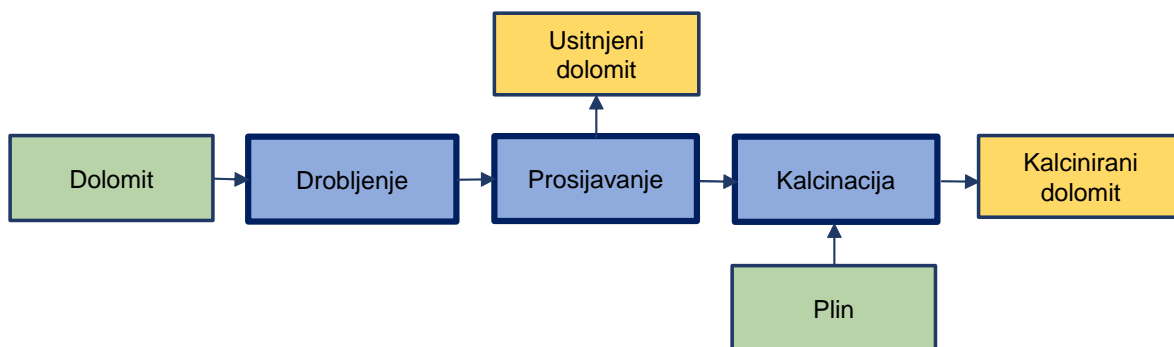 Usitnjeni
dolomit
Dolomit
Drobljenje
Prosijavanje
Kalcinacija
Kalcinirani
dolomit
Plin